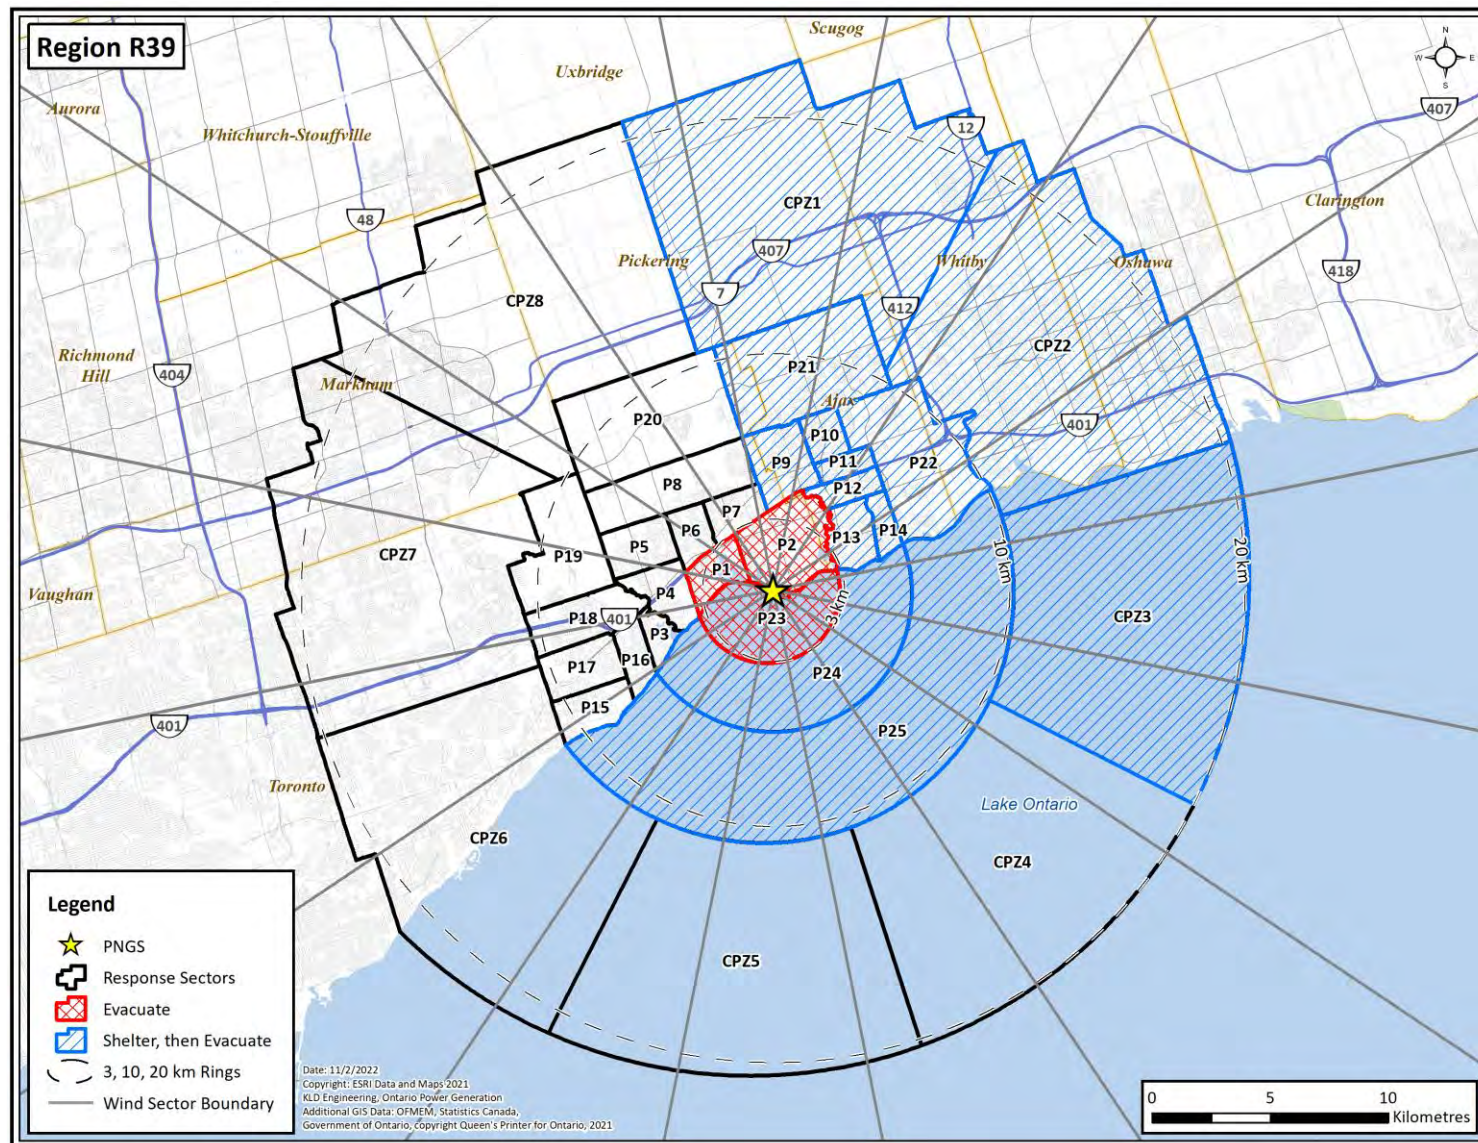 Region R39
Scugog
Uxbridge
N
W
E
S
Aurora
Whitchurch-Stouffville
12
407
48
CPZ1
Clarington
Pickering
407
Whitby
Oshawa
418
7
CPZ8
412
Richmond
Hill
404
Markham
CPZ2
P21
Ajax
P20
P10
401
P9
P11
P22
P8
P12
P7
P6
P13
P14
P2
P5
CPZ7
P19
P1
10 km
20 km
Vaughan
P4
3 km
P18
401
P23
CPZ3
P3
P16
P17
P24
P15
401
P25
Toronto
Lake Ontario
CPZ6
CPZ4
CPZ5
Legend
PNGS
Response Sectors
Evacuate
Shelter, then Evacuate
3, 10, 20 km Rings
Wind Sector Boundary
Date: 11/2/2022
Copyright: ESRI Data and Maps 2021
KLD Engineering, Ontario Power Generation
Additional GIS Data: OFMEM, Statistics Canada,
Government of Ontario, copyright Queen's Printer for Ontario, 2021
0 5 10
Kilometres